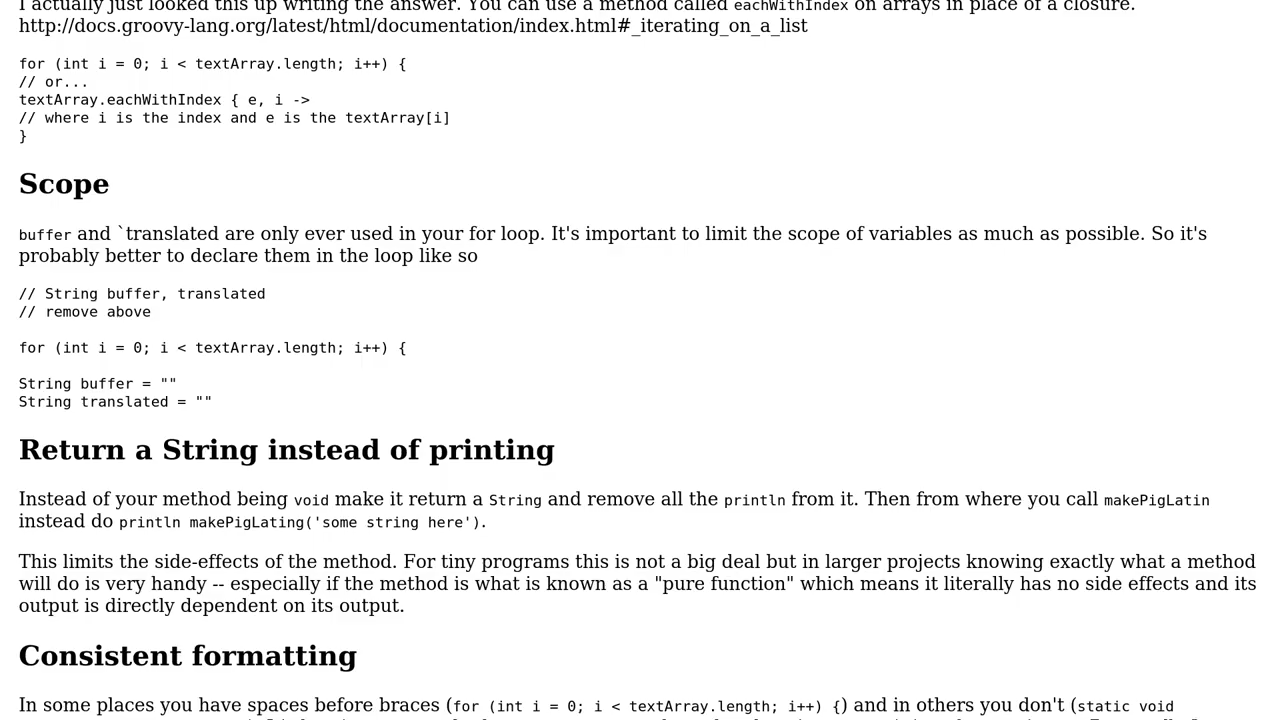 I actually just looked this up writing the answer. You can use a method called eachWithIndex on arrays in place of a closure.
http://docs.groovy-lang.org/latest/html/documentation/index.html#_iterating_on_a_list
for (int i = 0; i < textArray.length; i++) {
// or...
textArray.eachWithIndex { e, i ->
// where i is the index and e is the textArray[i]
}
Scope
buffer and `translated are only ever used in your for loop. It's important to limit the scope of variables as much as possible. So it's
probably better to declare them in the loop like so
// String buffer, translated
// remove above
for (int i = 0; i < textArray.length; i++) {
String buffer = ""
String translated = ""
Return a String instead of printing
Instead of your method being void make it return a String and remove all the println from it. Then from where you call makePigLatin
instead do println makePigLating('some string here').
This limits the side-effects of the method. For tiny programs this is not a big deal but in larger projects knowing exactly what a method
will do is very handy -- especially if the method is what is known as a "pure function" which means it literally has no side effects and its
output is directly dependent on its output.
Consistent formatting
In some places you have spaces before braces (for (int i = 0; i < textArray.length; i++) {) and in others you don't (static void